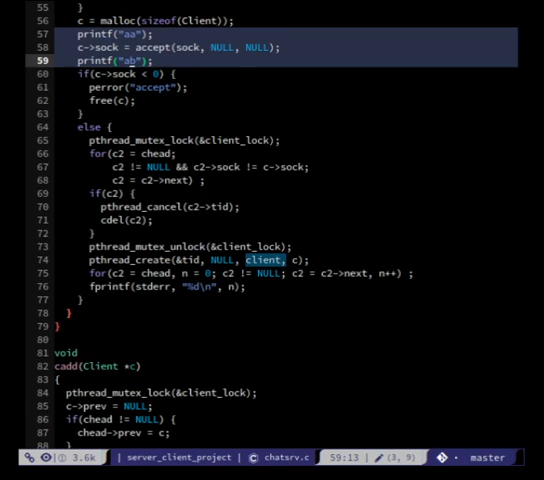 55 }
56 c = malloc(sizeof(Client));
57 printf("aa");
58 c->sock = accept(sock, NULL, NULL);
59 printf("ab");
60 if(c->sock < 0) {
61 perror("accept");
62 free(c);
63 }
64 else {
65 pthread_mutex_lock(&client_lock);
66 for(c2 = chead;
67 c2 != NULL && c2->sock != c->sock;
68 c2 = c2->next) ;
69 if(c2) {
70 pthread_cancel(c2->tid);
71 cdel(c2);
72 }
73 pthread_mutex_unlock(&client_lock);
74 pthread_create(&tid, NULL, client, c);
75 for(c2 = chead, n = 0; c2 != NULL; c2 = c2->next, n++) ;
76 fprintf(stderr, "%d\n", n);
77 }
78 }
79 }
80
81 void
82 cadd(Client *c)
83 {
84 pthread_mutex_lock(&client_lock);
85 c->prev = NULL;
86 if(chead != NULL) {
87 chead->prev = c;
88 }
3.6k | server_client_project | chatsrv.c 59:13 | (3, 9) master